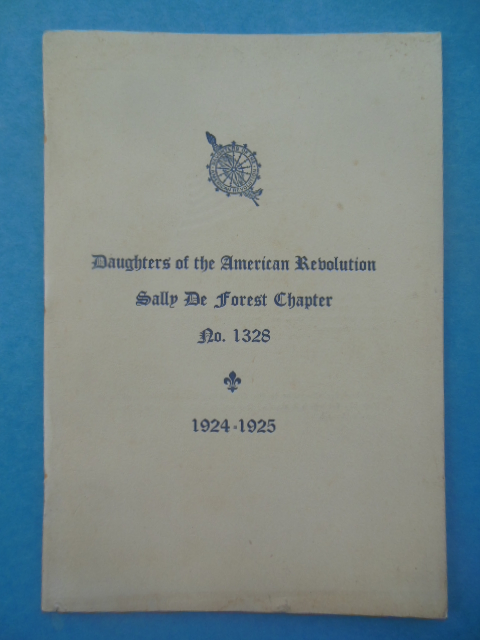 Daughters of the American Revolution
Sally De Forest Chapter
No. 1328
1924-1925